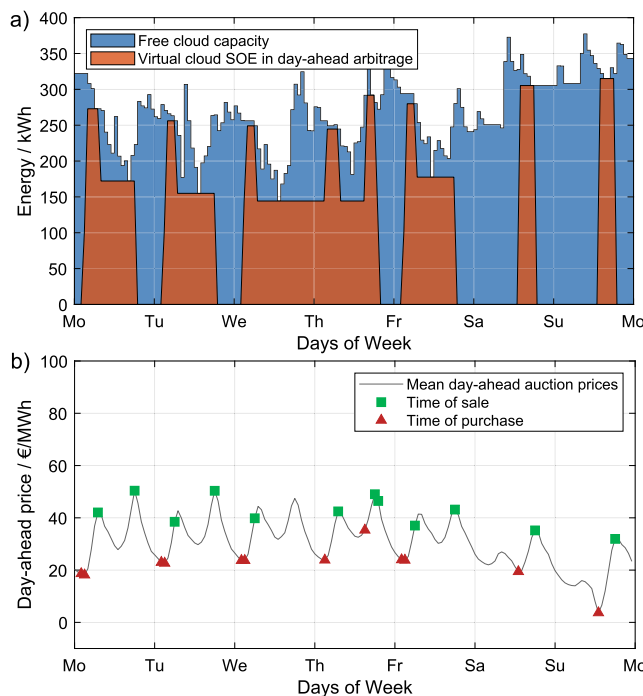 a)
400
350
300
250
200
150
100
50
0
Energy / kWh
Free cloud capacity
Virtual cloud SOE in day-ahead arbitrage
Mo Tu We Th Fr Sa Su Mo
Days of Week
b)
100
80
60
40
20
0
Day-ahead price / €/MWh
Mean day-ahead auction prices
Time of sale
Time of purchase
Mo Tu We Th Fr Sa Su Mo
Days of Week